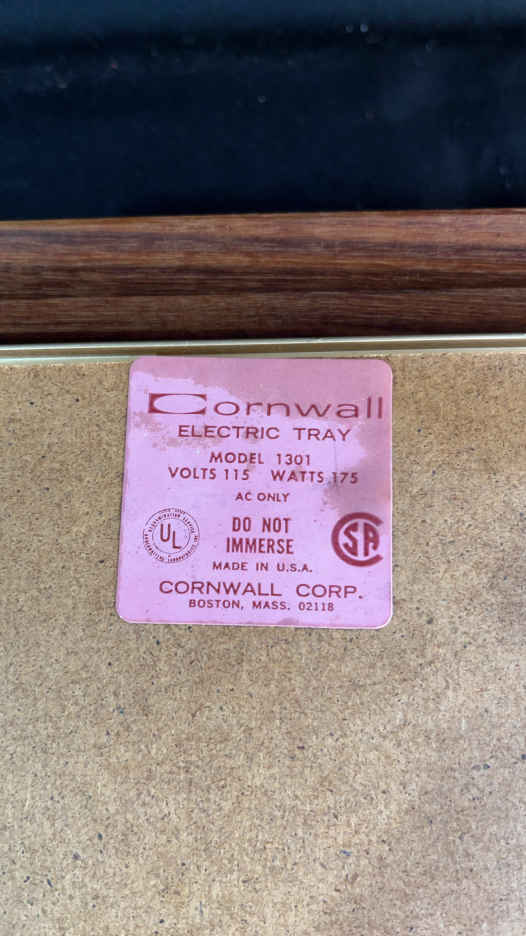 Cornwall
ELECTRIC TRAY
MODEL 1301
VOLTS 115 WATTS 175
AC ONLY
UL
DO NOT
IMMERSE
SA
MADE IN U.S.A.
CORNWALL CORP.
BOSTON, MASS. 02118